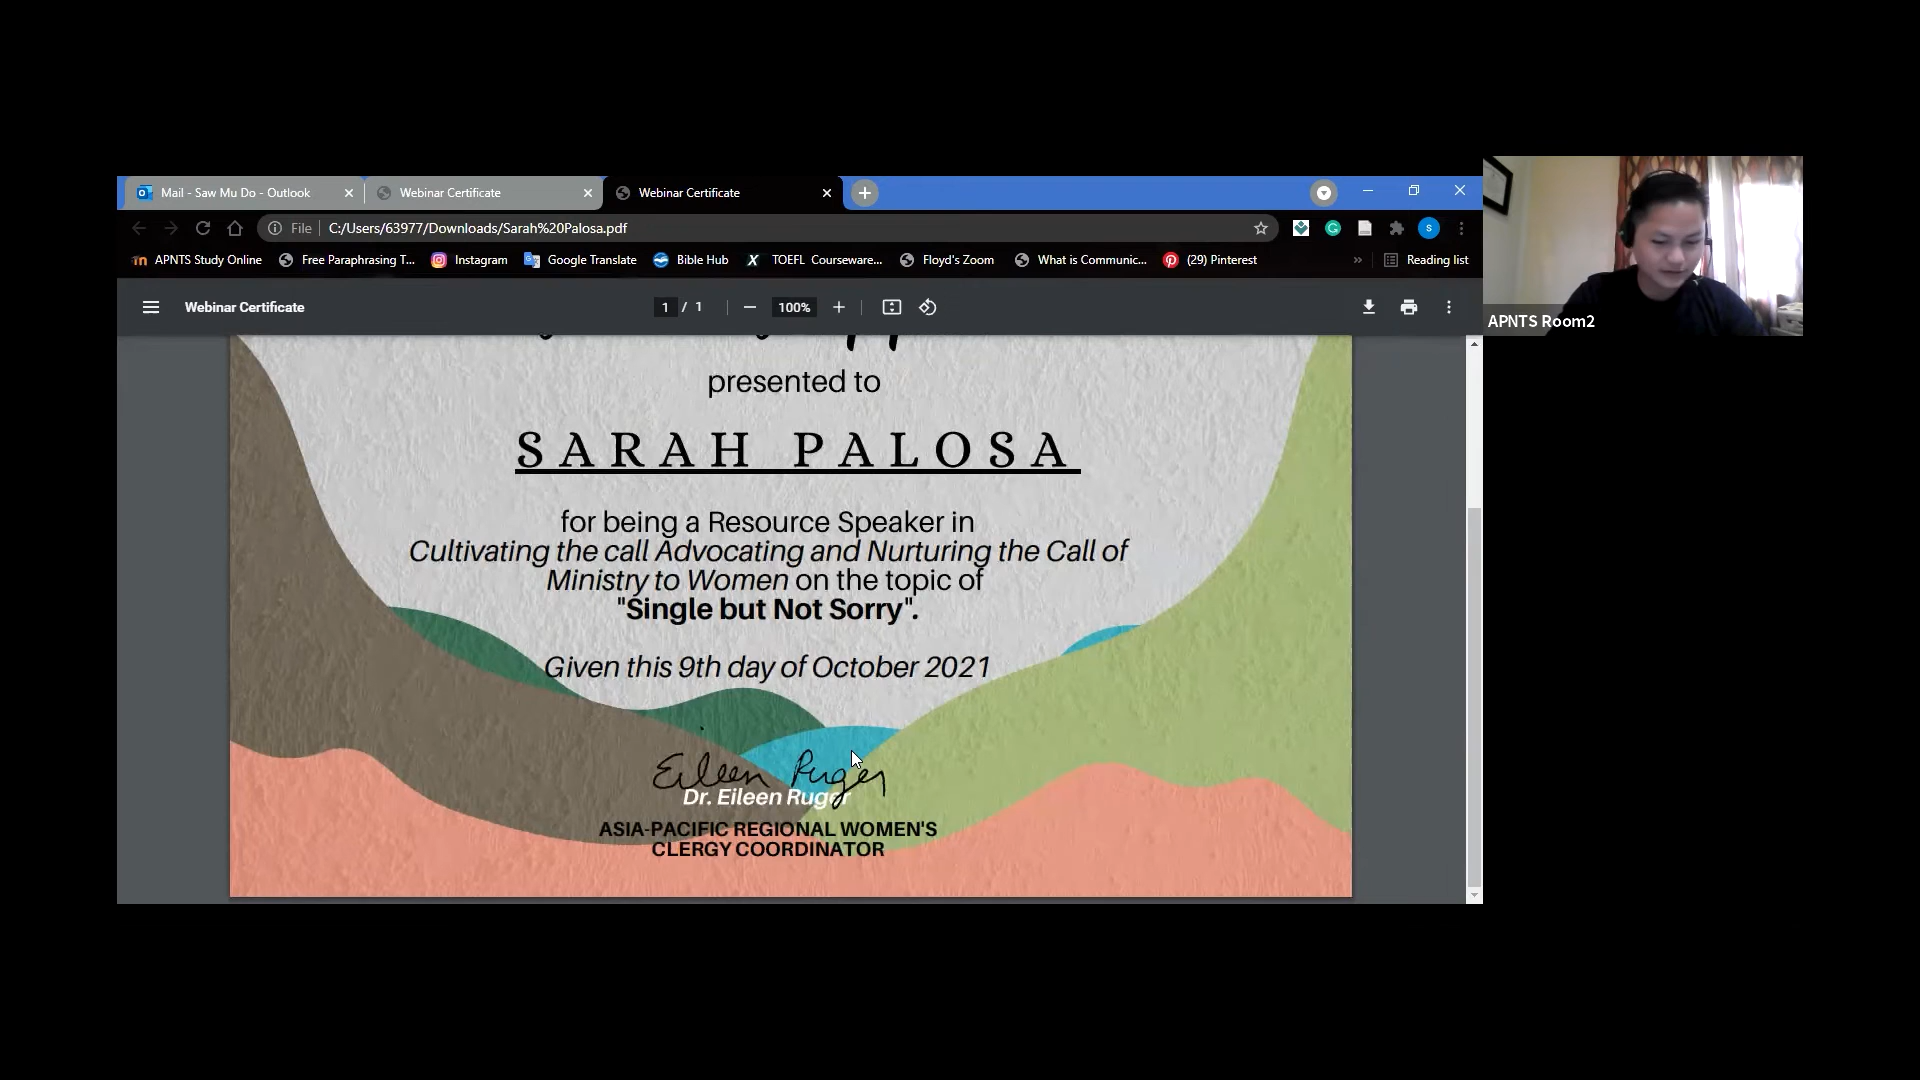 Mail - Saw Mu Do - Outlook
Webinar Certificate
Webinar Certificate
File
C:/Users/63977/Downloads/Sarah%20Palosa.pdf
S
APNTS Study Online
Free Paraphrasing T...
Instagram
Google Translate
Bible Hub
TOEFL Courseware...
Floyd's Zoom
What is Communic...
(29) Pinterest
»
Reading list
Webinar Certificate
1 / 1
100%
APNTS Room2
presented to
SARAH PALOSA
for being a Resource Speaker in
Cultivating the call Advocating and Nurturing the Call of
Ministry to Women on the topic of
"Single but Not Sorry".
Given this 9th day of October 2021
Eileen Ruger
Dr. Eileen Ruger
ASIA-PACIFIC REGIONAL WOMEN'S
CLERGY COORDINATOR